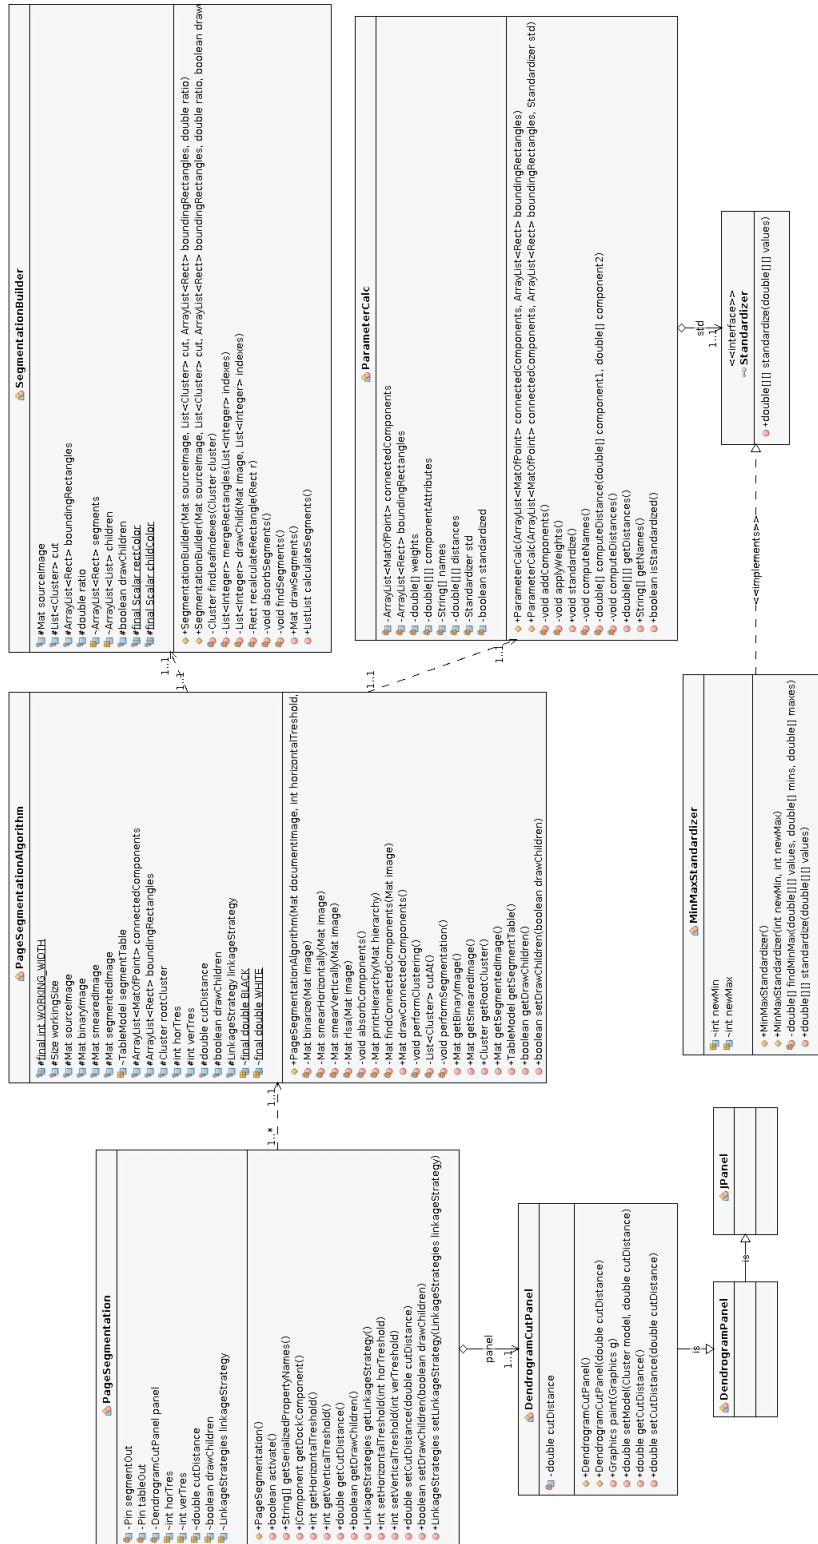 PageSegmentation
-Pin segmentOut
-Pin tableOut
-DendrogramCutPanel panel
~int horTres
~int verTres
~double cutDistance
~boolean drawChildren
~LinkageStrategies linkageStrategy
+PageSegmentation()
+boolean activate()
+String[] getSerializedPropertyNames()
+JComponent getDockComponent()
+int getHorizontalTreshold()
+int getVerticalTreshold()
+double getCutDistance()
+boolean getDrawChildren()
+LinkageStrategies getLinkageStrategy()
+int setHorizontalTreshold(int horTreshold)
+int setVerticalTreshold(int verTreshold)
+double setCutDistance(double cutDistance)
+boolean setDrawChildren(boolean drawChildren)
+LinkageStrategies setLinkageStrategy(LinkageStrategies linkageStrategy)
1..*
1..1
panel
1..1
DendrogramCutPanel
-double cutDistance
+DendrogramCutPanel()
+DendrogramCutPanel(double cutDistance)
+Graphics paint(Graphics g)
+double setModel(Cluster model, double cutDistance)
+double getCutDistance()
+double setCutDistance(double cutDistance)
is
DendrogramPanel
is
JPanel
PageSegmentationAlgorithm
#final int WORKING_WIDTH
#Size workingSize
#Mat sourceImage
#Mat binaryImage
#Mat smearedImage
#Mat segmentedImage
~TableModel segmentTable
#ArrayList<MatOfPoint> connectedComponents
#ArrayList<Rect> boundingRectangles
#Cluster rootCluster
#int horTres
#int verTres
#double cutDistance
#boolean drawChildren
#LinkageStrategy linkageStrategy
~final double BLACK
~final double WHITE
+PageSegmentationAlgorithm(Mat documentImage, int horizontalTreshold,
-Mat binarize(Mat image)
-Mat smearHorizontally(Mat image)
-Mat smearVertically(Mat image)
-Mat rlsa(Mat image)
-void absorbComponents()
-Mat printHierarchy(Mat hierarchy)
-Mat findConnectedComponents(Mat image)
+Mat drawConnectedComponents()
-void performClustering()
-List<Cluster> cutAt()
-void performSegmentation()
+Mat getBinaryImage()
+Mat getSmearedImage()
+Cluster getRootCluster()
+Mat getSegmentedImage()
+TableModel getSegmentTable()
+boolean getDrawChildren()
+boolean setDrawChildren(boolean drawChildren)
1..1
1..1
1..1
1..1
SegmentationBuilder
#Mat sourceImage
#List<Cluster> cut
#ArrayList<Rect> boundingRectangles
#double ratio
~ArrayList<Rect> segments
~ArrayList<List> children
#boolean drawChildren
#final Scalar rectColor
#final Scalar childColor
+SegmentationBuilder(Mat sourceImage, List<Cluster> cut, ArrayList<Rect> boundingRectangles, double ratio)
+SegmentationBuilder(Mat sourceImage, List<Cluster> cut, ArrayList<Rect> boundingRectangles, double ratio, boolean draw
-Cluster findLeafIndexes(Cluster cluster)
-List<Integer> mergeRectangles(List<Integer> indexes)
-List<Integer> drawChild(Mat image, List<Integer> indexes)
-Rect recalculateRectangle(Rect r)
-void absorbSegments()
-void findSegments()
+Mat drawSegments()
+ListList calculateSegments()
ParameterCalc
-ArrayList<MatOfPoint> connectedComponents
-ArrayList<Rect> boundingRectangles
-double[] weights
-double[][] componentAttributes
-String[] names
-double[][] distances
-Standardizer std
-boolean standardized
+ParameterCalc(ArrayList<MatOfPoint> connectedComponents, ArrayList<Rect> boundingRectangles)
+ParameterCalc(ArrayList<MatOfPoint> connectedComponents, ArrayList<Rect> boundingRectangles, Standardizer std)
-void addComponents()
-void applyWeights()
+void standardize()
-void computeNames()
-double[] computeDistance(double[] component1, double[] component2)
-void computeDistances()
+double[][] getDistances()
+String[] getNames()
+boolean isStandardized()
std
1..1
<<interface>>
Standardizer
+double[][] standardize(double[][] values)
<<implements>>
MinMaxStandardizer
~int newMin
~int newMax
+MinMaxStandardizer()
+MinMaxStandardizer(int newMin, int newMax)
-double[] findMinMax(double[][] values, double[] mins, double[] maxes)
+double[][] standardize(double[][] values)